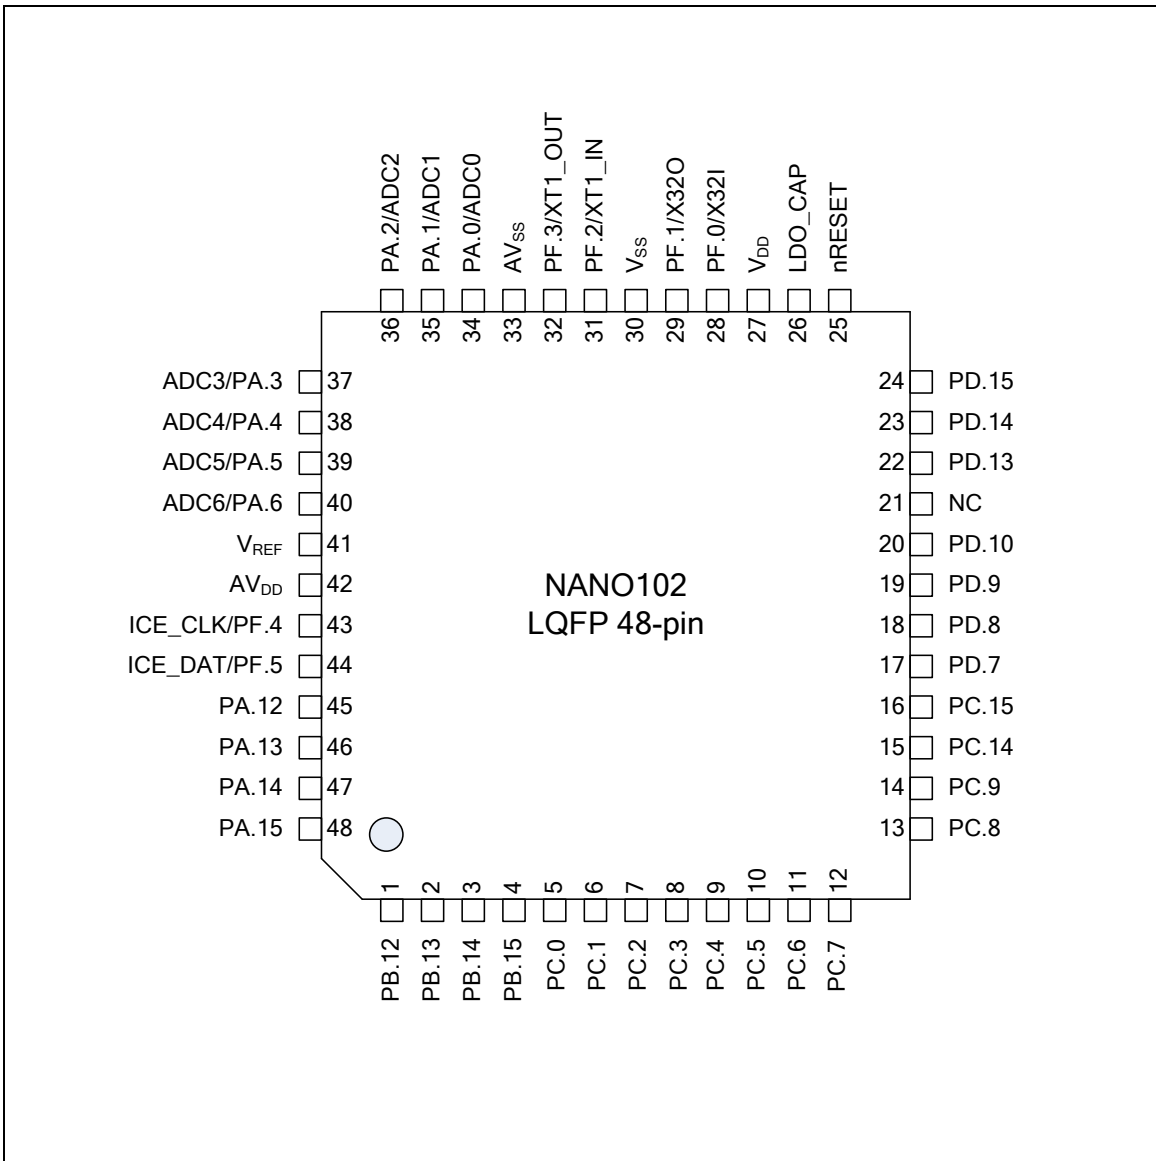 PA.2/ADC2
PA.1/ADC1
PA.0/ADC0
AVSS
PF.3/XT1_OUT
PF.2/XT1_IN
VSS
PF.1/X32O
PF.0/X32I
VDD
LDO_CAP
nRESET
36 35 34 33 32 31 30 29 28 27 26 25
ADC3/PA.3 37
ADC4/PA.4 38
ADC5/PA.5 39
ADC6/PA.6 40
VREF 41
AVDD 42
ICE_CLK/PF.4 43
ICE_DAT/PF.5 44
PA.12 45
PA.13 46
PA.14 47
PA.15 48
NANO102
LQFP 48-pin
24 PD.15
23 PD.14
22 PD.13
21 NC
20 PD.10
19 PD.9
18 PD.8
17 PD.7
16 PC.15
15 PC.14
14 PC.9
13 PC.8
1 2 3 4 5 6 7 8 9 10 11 12
PB.12
PB.13
PB.14
PB.15
PC.0
PC.1
PC.2
PC.3
PC.4
PC.5
PC.6
PC.7